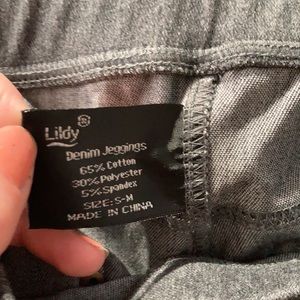 Lildy®
Denim Jeggings
65% Cotton
30% Polyester
5% Spandex
SIZE: S-M
MADE IN CHINA